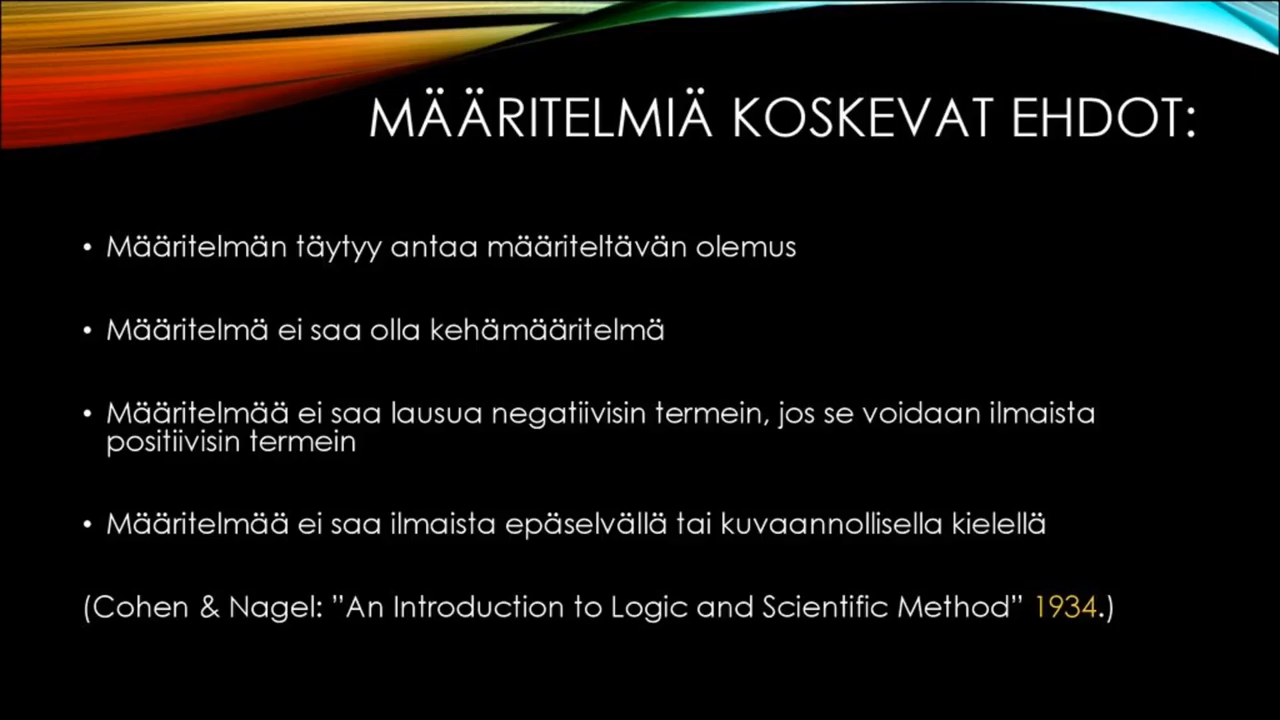 MÄÄRITELMIÄ KOSKEVAT EHDOT:
• Määritelmän täytyy antaa määriteltävän olemus
• Määritelmä ei saa olla kehämääritelmä
• Määritelmää ei saa lausua negatiivisin termein, jos se voidaan ilmaista
positiivisin termein
• Määritelmää ei saa ilmaista epäselvällä tai kuvaannollisella kielellä
(Cohen & Nagel: ”An Introduction to Logic and Scientific Method” 1934.)